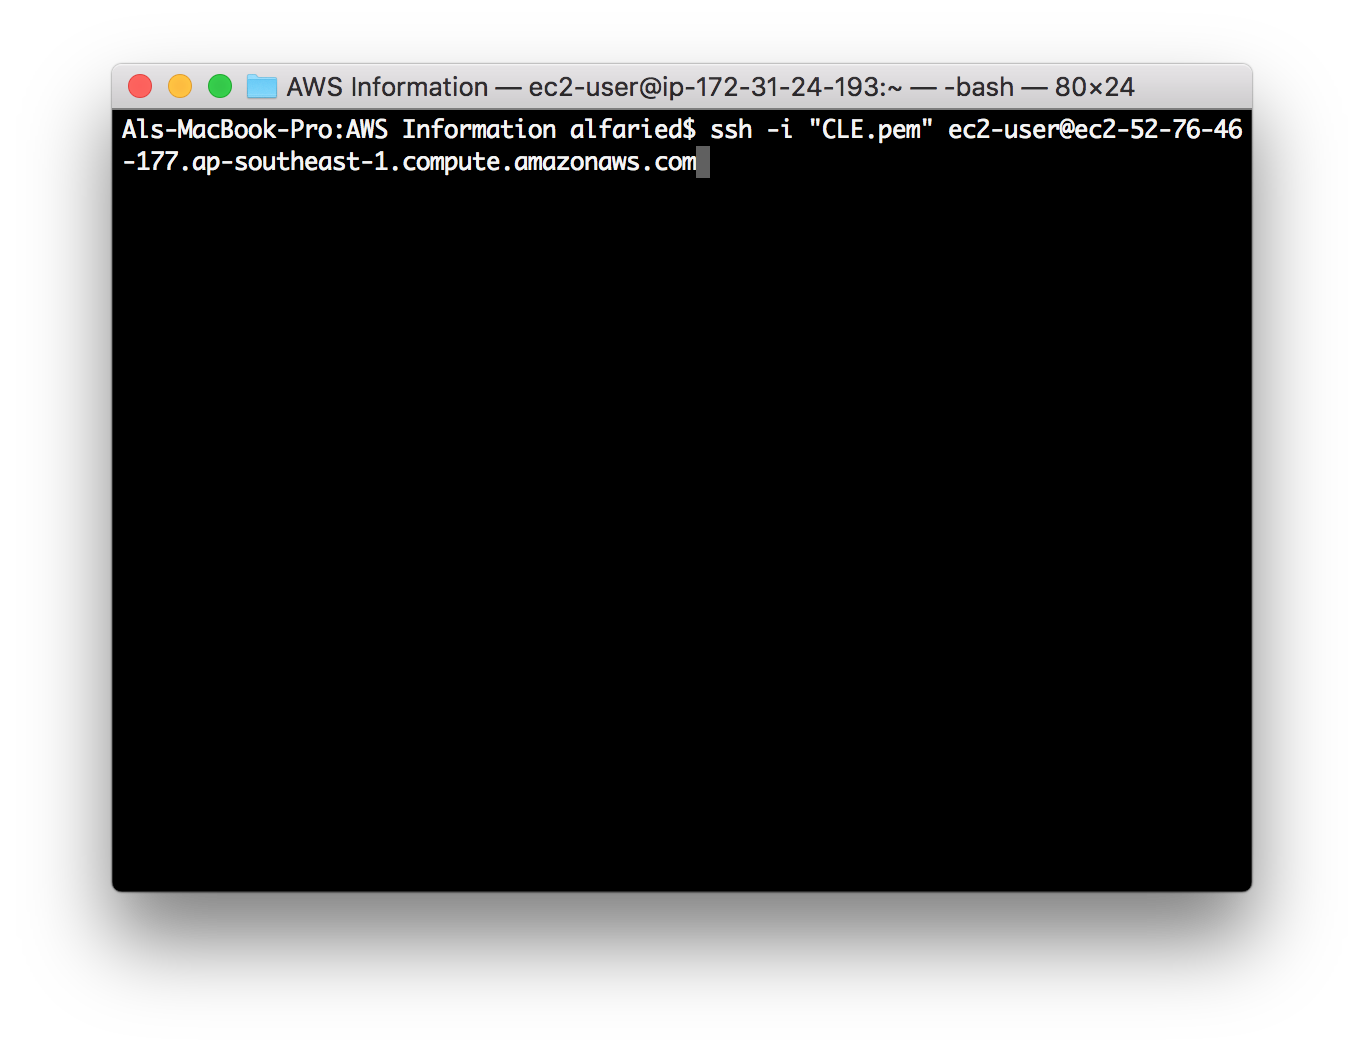 AWS Information — ec2-user@ip-172-31-24-193:~ — -bash — 80×24
Als-MacBook-Pro:AWS Information alfaried$ ssh -i "CLE.pem" ec2-user@ec2-52-76-46
-177.ap-southeast-1.compute.amazonaws.com